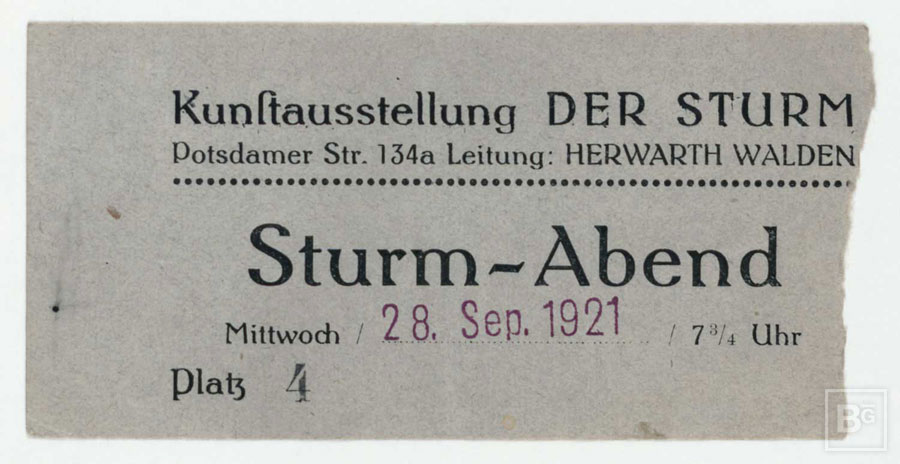 Kunſtausstellung DER STURM
Potsdamer Str. 134a Leitung: HERWARTH WALDEN
Sturm-Abend
Mittwoch / 28. Sep. 1921 / 7 3/4 Uhr
Platz 4
BG